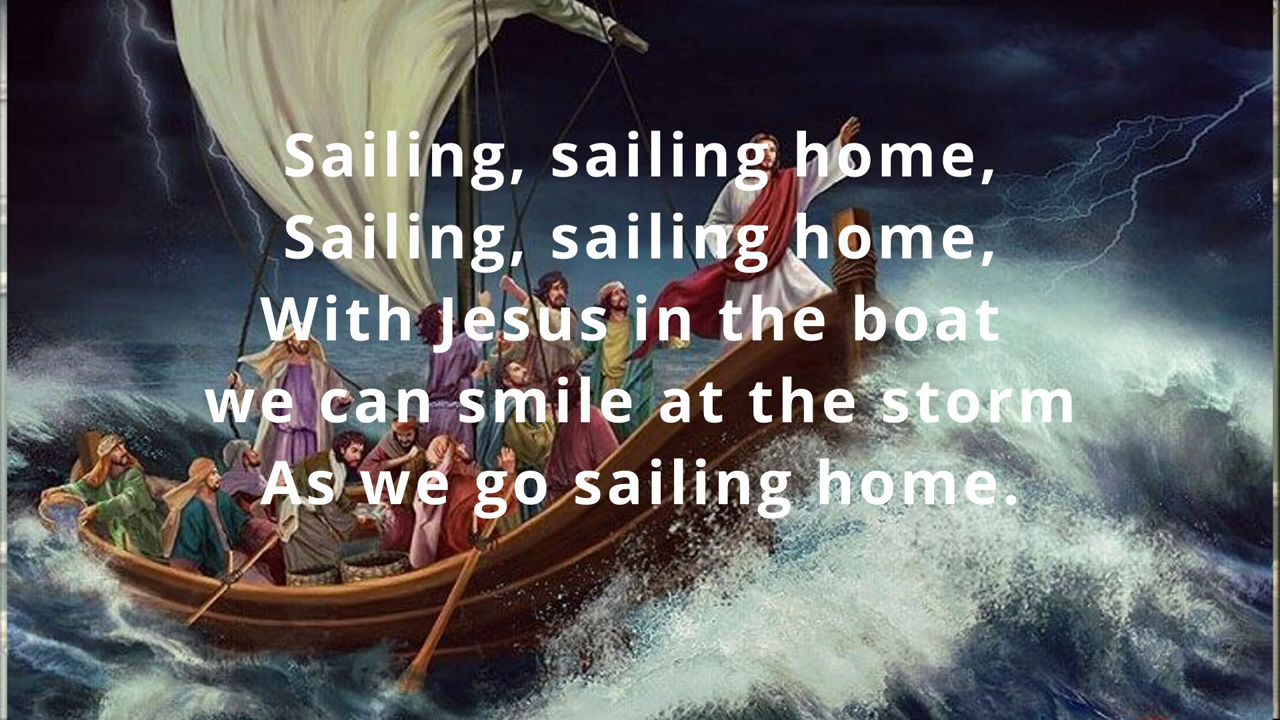 Sailing, sailing home,
Sailing, sailing home,
With Jesus in the boat
we can smile at the storm
As we go sailing home.